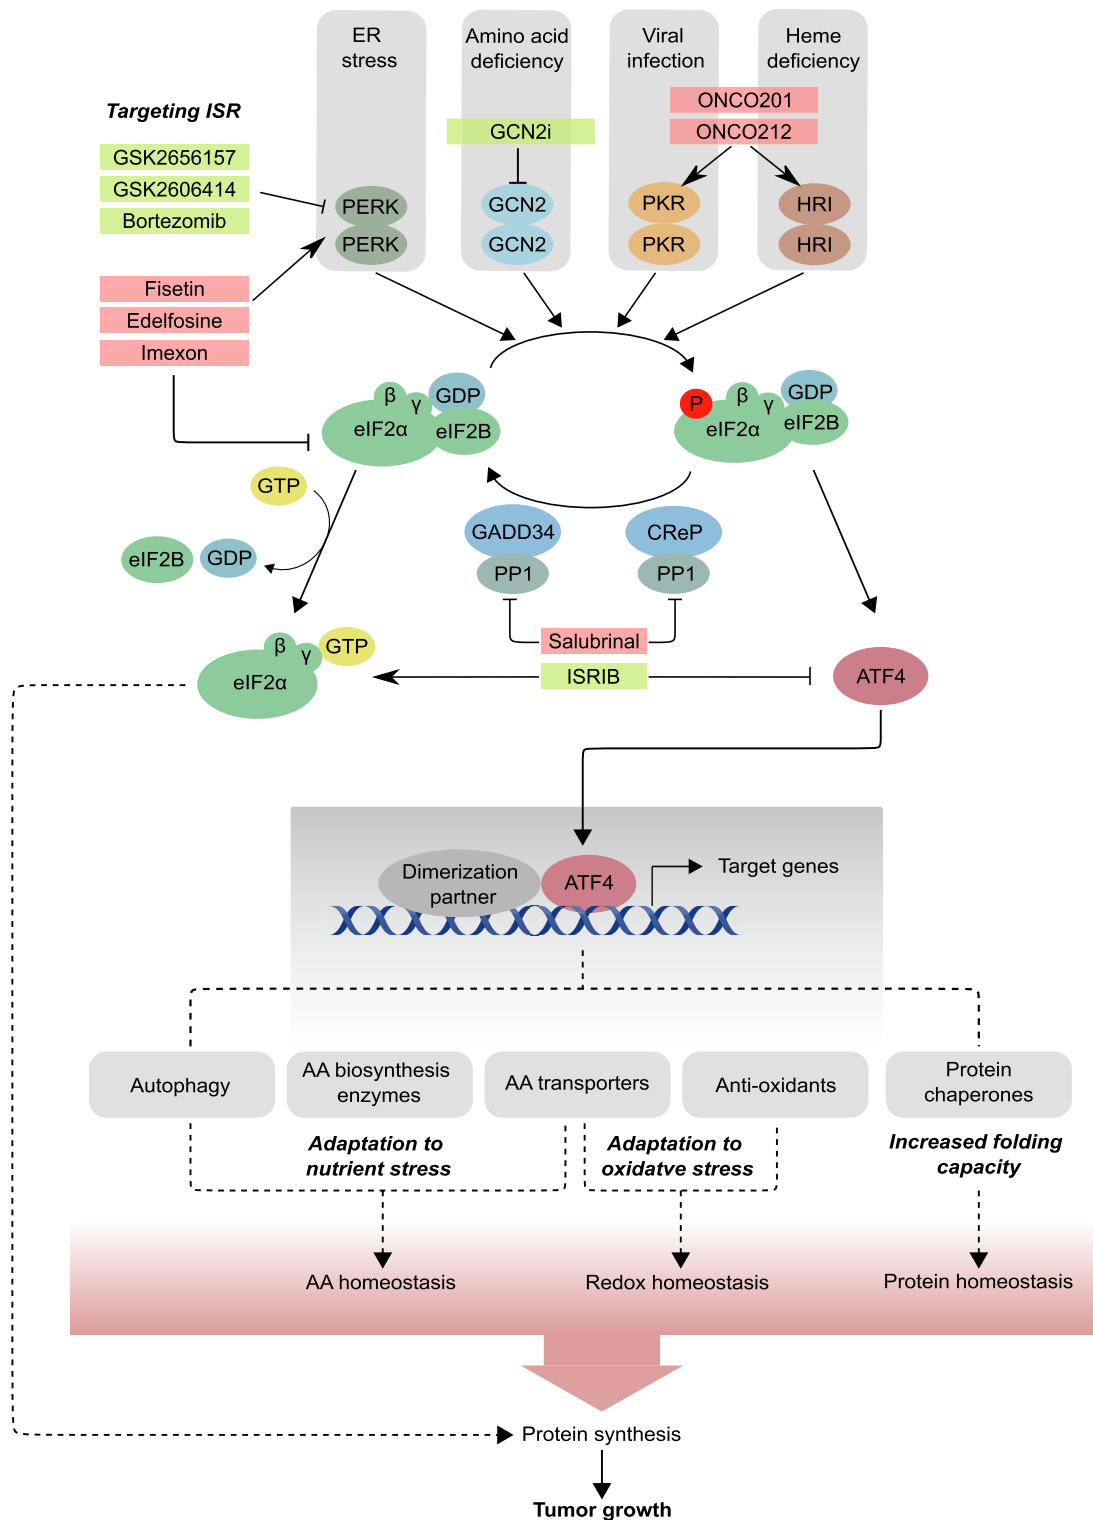 ER
stress
Amino acid
deficiency
Viral
infection
Heme
deficiency
Targeting ISR
ONCO201
ONCO212
GCN2i
GSK2656157
GSK2606414
Bortezomib
PERK
PERK
GCN2
GCN2
PKR
PKR
HRI
HRI
Fisetin
Edelfosine
Imexon
β
γ
GDP
eIF2α
eIF2B
P
β
γ
GDP
eIF2α
eIF2B
GTP
eIF2B
GDP
GADD34
PP1
CReP
PP1
Salubrinal
ISRIB
β
γ
GTP
eIF2α
ATF4
Dimerization
partner
ATF4
Target genes
Autophagy
AA biosynthesis
enzymes
AA transporters
Anti-oxidants
Protein
chaperones
Adaptation to
nutrient stress
Adaptation to
oxidatve stress
Increased folding
capacity
AA homeostasis
Redox homeostasis
Protein homeostasis
Protein synthesis
Tumor growth